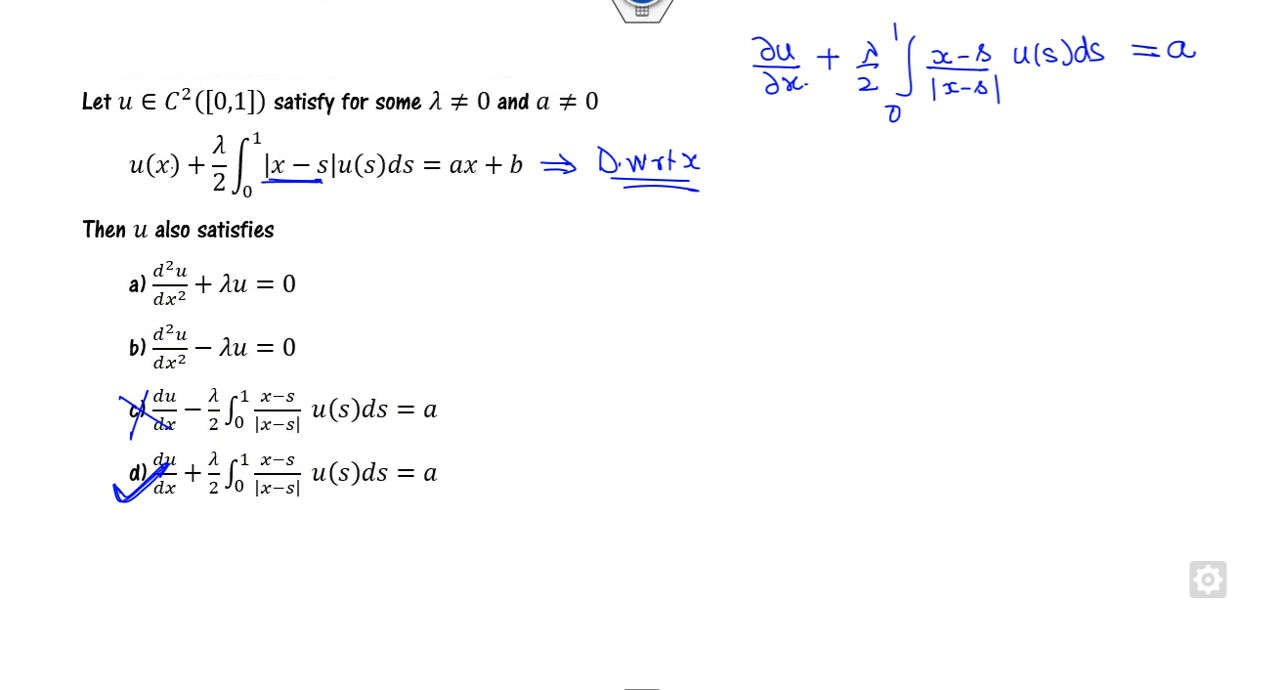 ∂u/∂x + λ/2 ∫₀¹ (x−s)/|x−s| u(s)ds = a
Let u ∈ C²([0,1]) satisfy for some λ ≠ 0 and a ≠ 0
u(x) + λ/2 ∫₀¹ |x − s|u(s)ds = ax + b ⇒ D.wrtx
Then u also satisfies
a) d²u/dx² + λu = 0
b) d²u/dx² − λu = 0
c) du/dx − λ/2 ∫₀¹ (x−s)/|x−s| u(s)ds = a
d) du/dx + λ/2 ∫₀¹ (x−s)/|x−s| u(s)ds = a